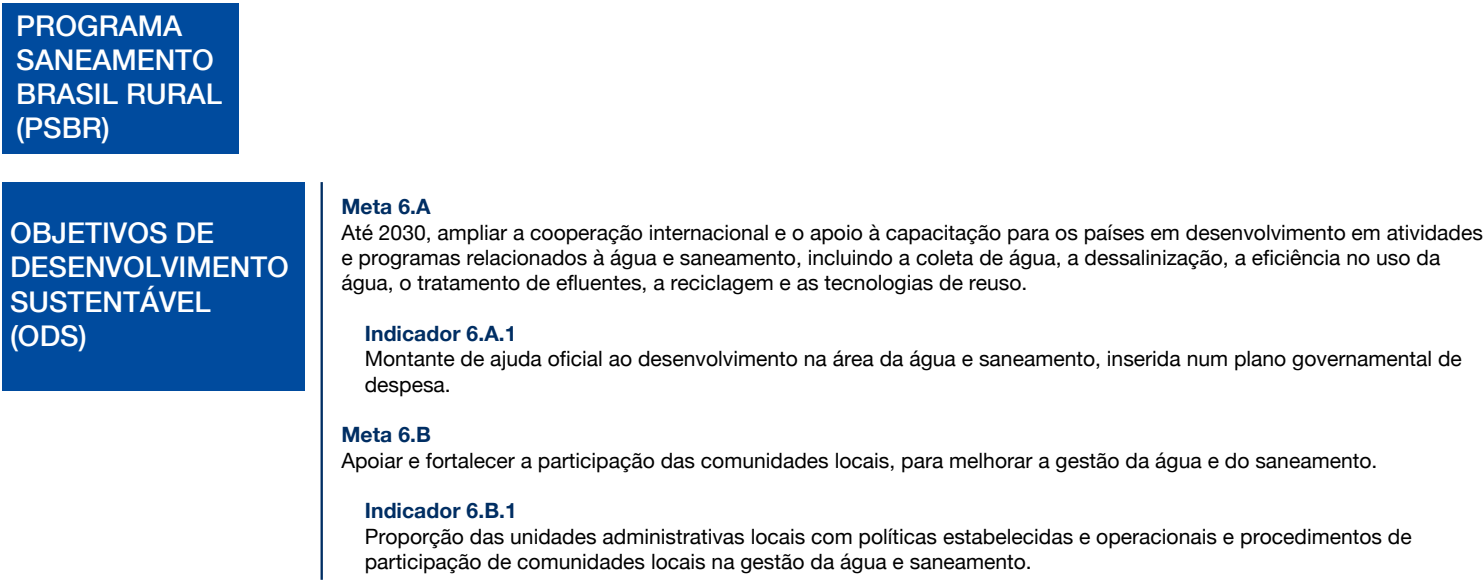 PROGRAMA
SANEAMENTO
BRASIL RURAL
(PSBR)
OBJETIVOS DE
DESENVOLVIMENTO
SUSTENTÁVEL
(ODS)
Meta 6.A
Até 2030, ampliar a cooperação internacional e o apoio à capacitação para os países em desenvolvimento em atividades
e programas relacionados à água e saneamento, incluindo a coleta de água, a dessalinização, a eficiência no uso da
água, o tratamento de efluentes, a reciclagem e as tecnologias de reuso.
Indicador 6.A.1
Montante de ajuda oficial ao desenvolvimento na área da água e saneamento, inserida num plano governamental de
despesa.
Meta 6.B
Apoiar e fortalecer a participação das comunidades locais, para melhorar a gestão da água e do saneamento.
Indicador 6.B.1
Proporção das unidades administrativas locais com políticas estabelecidas e operacionais e procedimentos de
participação de comunidades locais na gestão da água e saneamento.